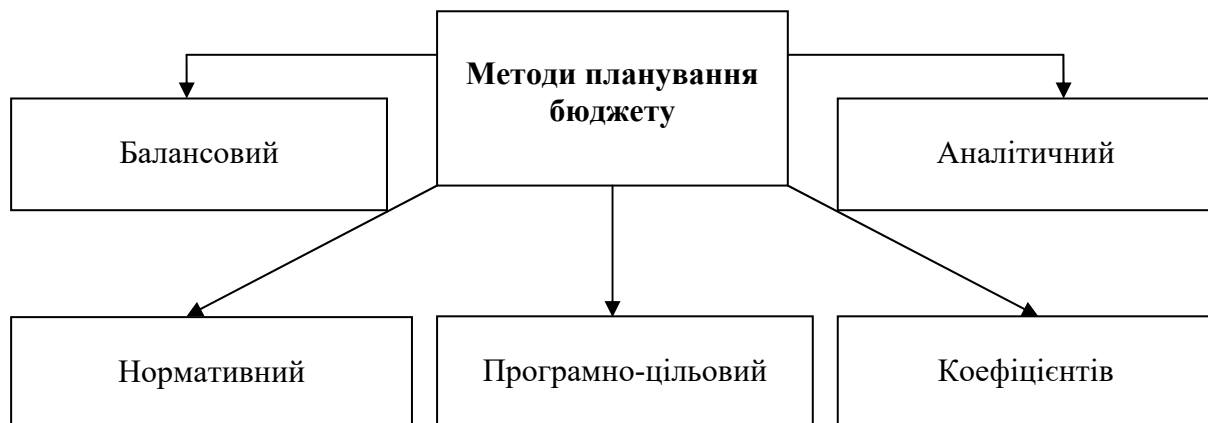 Методи планування
бюджету
Балансовий
Аналітичний
Нормативний
Програмно-цільовий
Коефіцієнтів